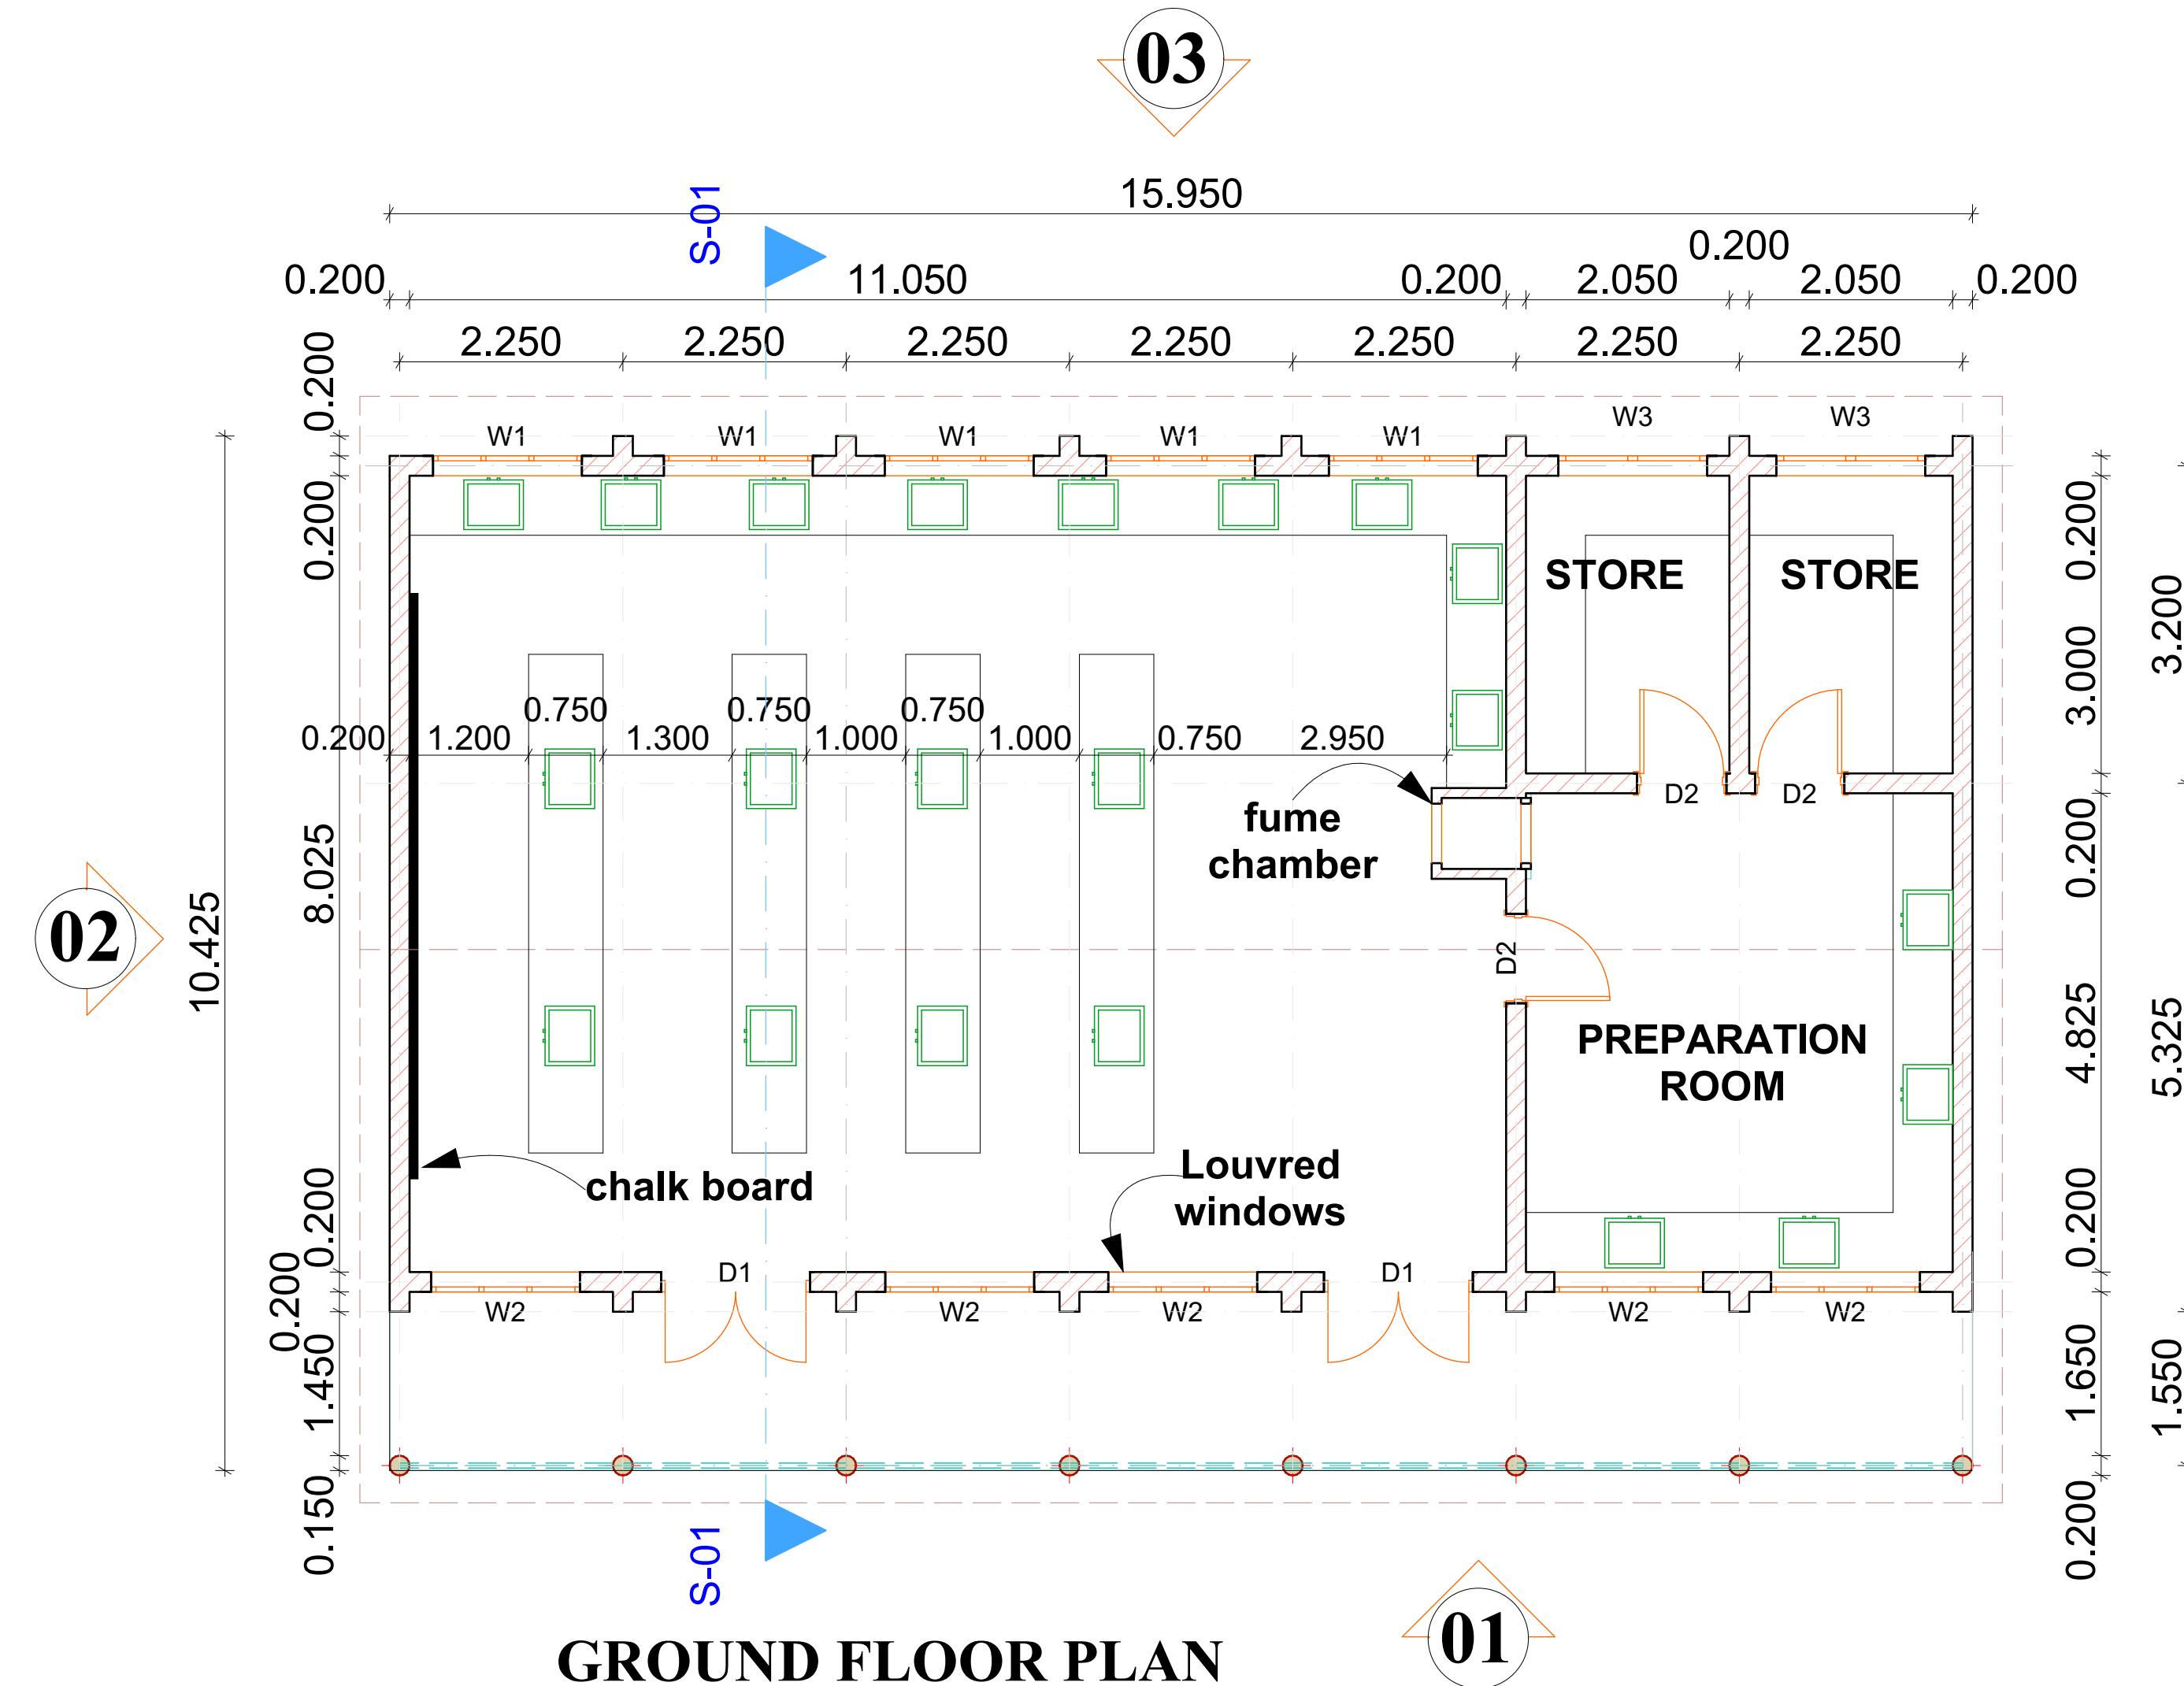 03
15.950
S-01
0.200
0.200
11.050
0.200
2.050
2.050
0.200
2.250
2.250
2.250
2.250
2.250
2.250
2.250
0.200
W1
W1
W1
W1
W1
W3
W3
0.200
0.200
STORE
STORE
3.200
3.000
0.750
0.750
0.750
0.200
1.200
1.300
1.000
1.000
0.750
2.950
D2
D2
fume
chamber
8.025
0.200
02
10.425
D2
4.825
5.325
PREPARATION
ROOM
chalk board
Louvred
windows
0.200
0.200
0.200
D1
D1
W2
W2
W2
W2
W2
1.450
1.650
1.550
0.150
0.200
S-01
01
GROUND FLOOR PLAN